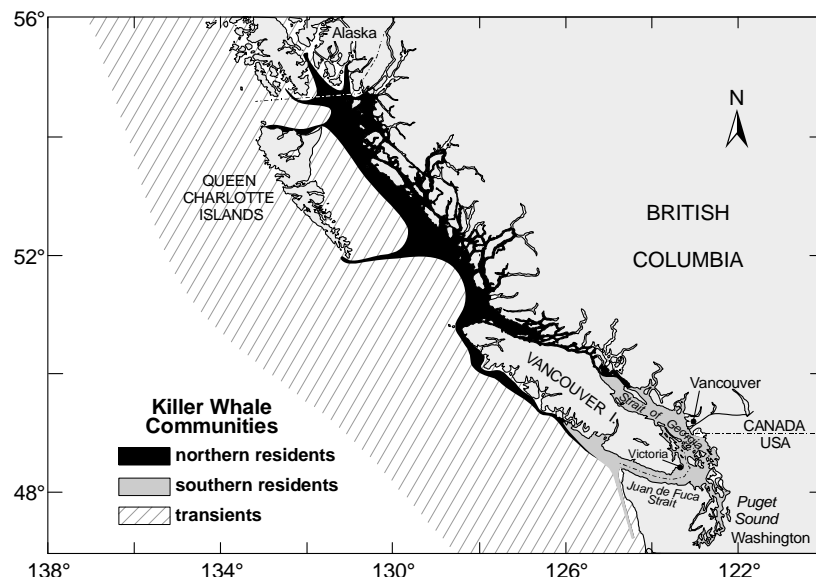 56°
Alaska
N
QUEEN
CHARLOTTE
ISLANDS
BRITISH
COLUMBIA
52°
VANCOUVER I.
Strait of Georgia
Vancouver
CANADA
USA
Victoria
Juan de Fuca
Strait
Puget
Sound
Washington
Killer Whale
Communities
northern residents
southern residents
transients
48°
138°
134°
130°
126°
122°